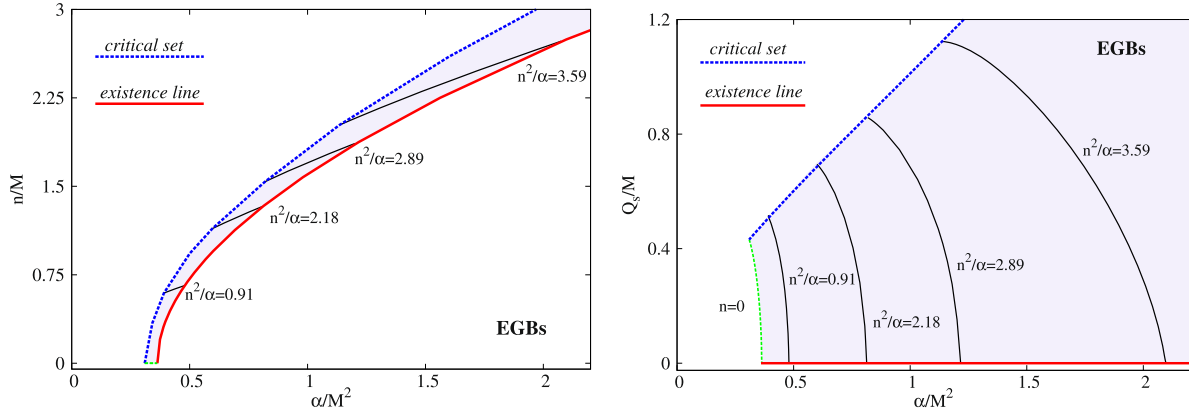 3
2.25
1.5
0.75
0
n/M
critical set
existence line
n²/α=3.59
n²/α=2.89
n²/α=2.18
n²/α=0.91
EGBs
0
0.5
1
1.5
2
α/M²
1.2
0.8
0.4
0
Qₛ/M
critical set
existence line
EGBs
n²/α=3.59
n²/α=2.89
n²/α=0.91
n=0
n²/α=2.18
0
0.5
1
1.5
2
α/M²